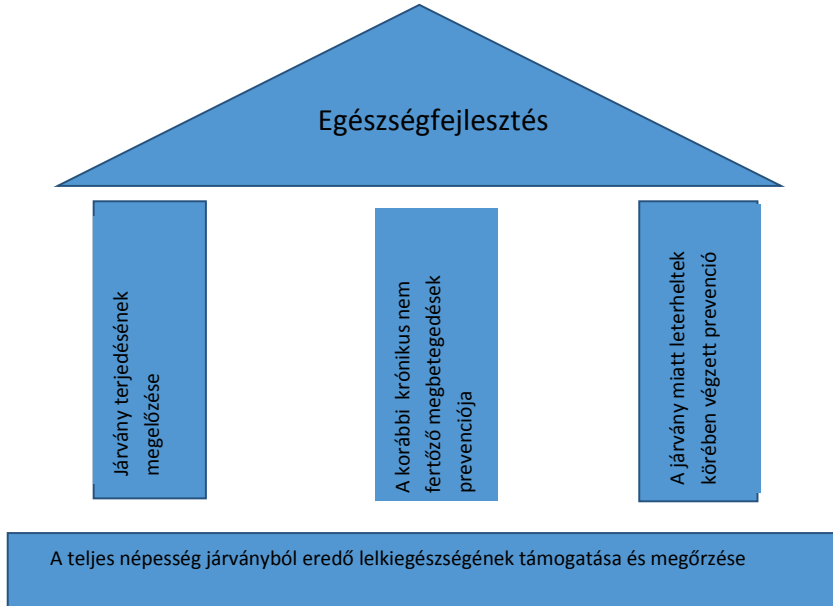 Egészségfejlesztés
Járvány terjedésének
megelőzése
A korábbi krónikus nem
fertőző megbetegedések
prevenciója
A járvány miatt leterheltek
körében végzett prevenció
A teljes népesség járványból eredő lelkiegészségének támogatása és megőrzése